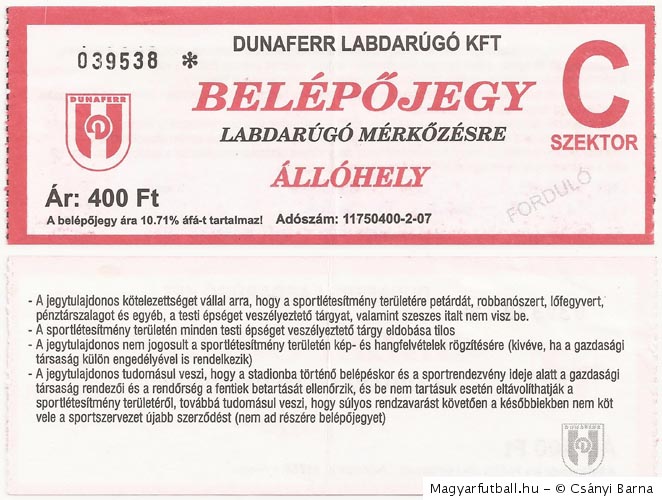 DUNAFERR LABDARÚGÓ KFT
039538 *
BELÉPŐJEGY
LABDARÚGÓ MÉRKŐZÉSRE
ÁLLÓHELY
C
SZEKTOR
DUNAFERR
Ár: 400 Ft
A belépőjegy ára 10.71% áfá-t tartalmaz!
Adószám: 11750400-2-07
FORDULÓ
- A jegytulajdonos kötelezettséget vállal arra, hogy a sportlétesítmény területére petárdát, robbanószert, lőfegyvert,
pénztárszalagot és egyéb, a testi épséget veszélyeztető tárgyat, valamint szeszes italt nem visz be.
- A sportlétesítmény területén minden testi épséget veszélyeztető tárgy eldobása tilos
- A jegytulajdonos nem jogosult a sportlétesítmény területén kép- és hangfelvételek rögzítésére (kivéve, ha a gazdasági
társaság külön engedélyével is rendelkezik)
- A jegytulajdonos tudomásul veszi, hogy a stadionba történő belépéskor és a sportrendezvény ideje alatt a gazdasági
társaság rendezői és a rendőrség a fentiek betartását ellenőrzik, és be nem tartásuk esetén eltávolíthatják a
sportlétesítmény területéről, továbbá tudomásul veszi, hogy súlyos rendzavarást követően a későbbiekben nem köt
vele a sportszervezet újabb szerződést (nem ad részére belépőjegyet)
DUNAFERR
Magyarfutball.hu – © Csányi Barna